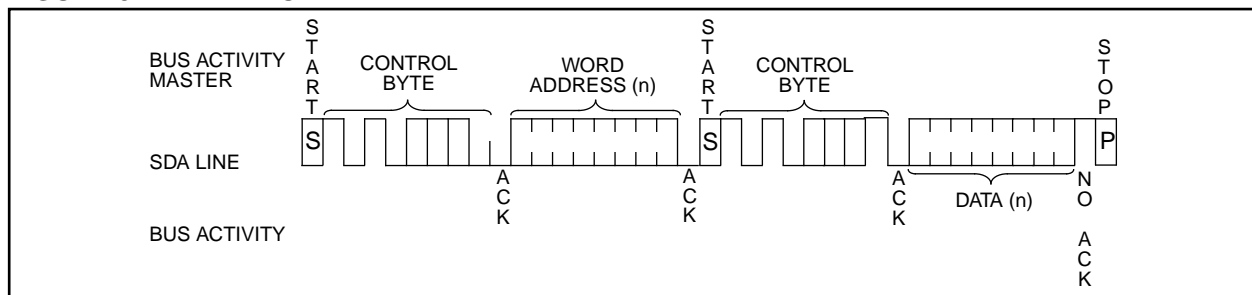 START
BUS ACTIVITY
MASTER
CONTROL
BYTE
WORD
ADDRESS (n)
START
CONTROL
BYTE
STOP
SDA LINE
S
S
P
ACK
ACK
ACK
DATA (n)
NO ACK
BUS ACTIVITY